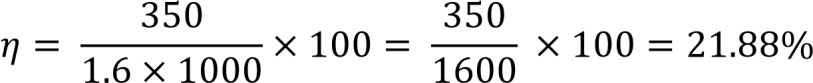 η = 350/(1.6 × 1000) × 100 = 350/1600 × 100 = 21.88%